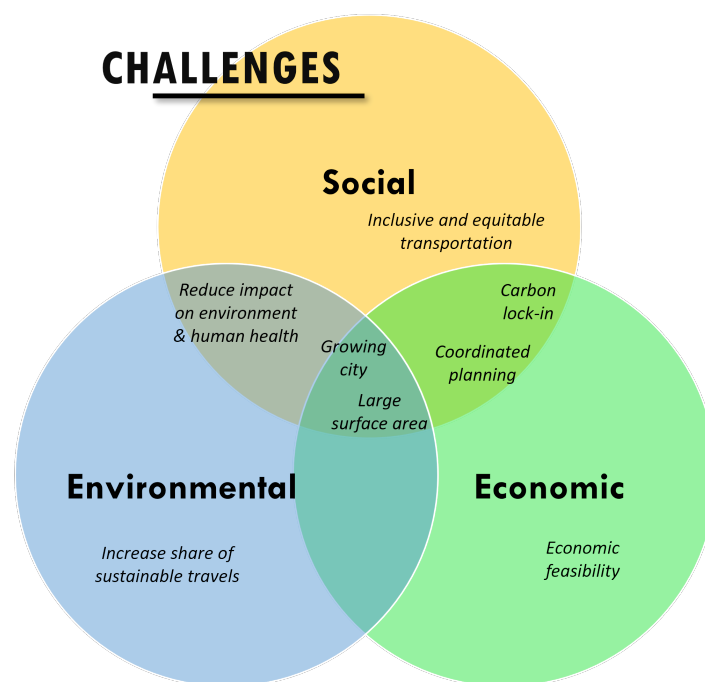 CHALLENGES
Social
Inclusive and equitable
transportation
Reduce impact
on environment
& human health
Growing
city
Large
surface area
Carbon
lock-in
Coordinated
planning
Environmental
Increase share of
sustainable travels
Economic
Economic
feasibility